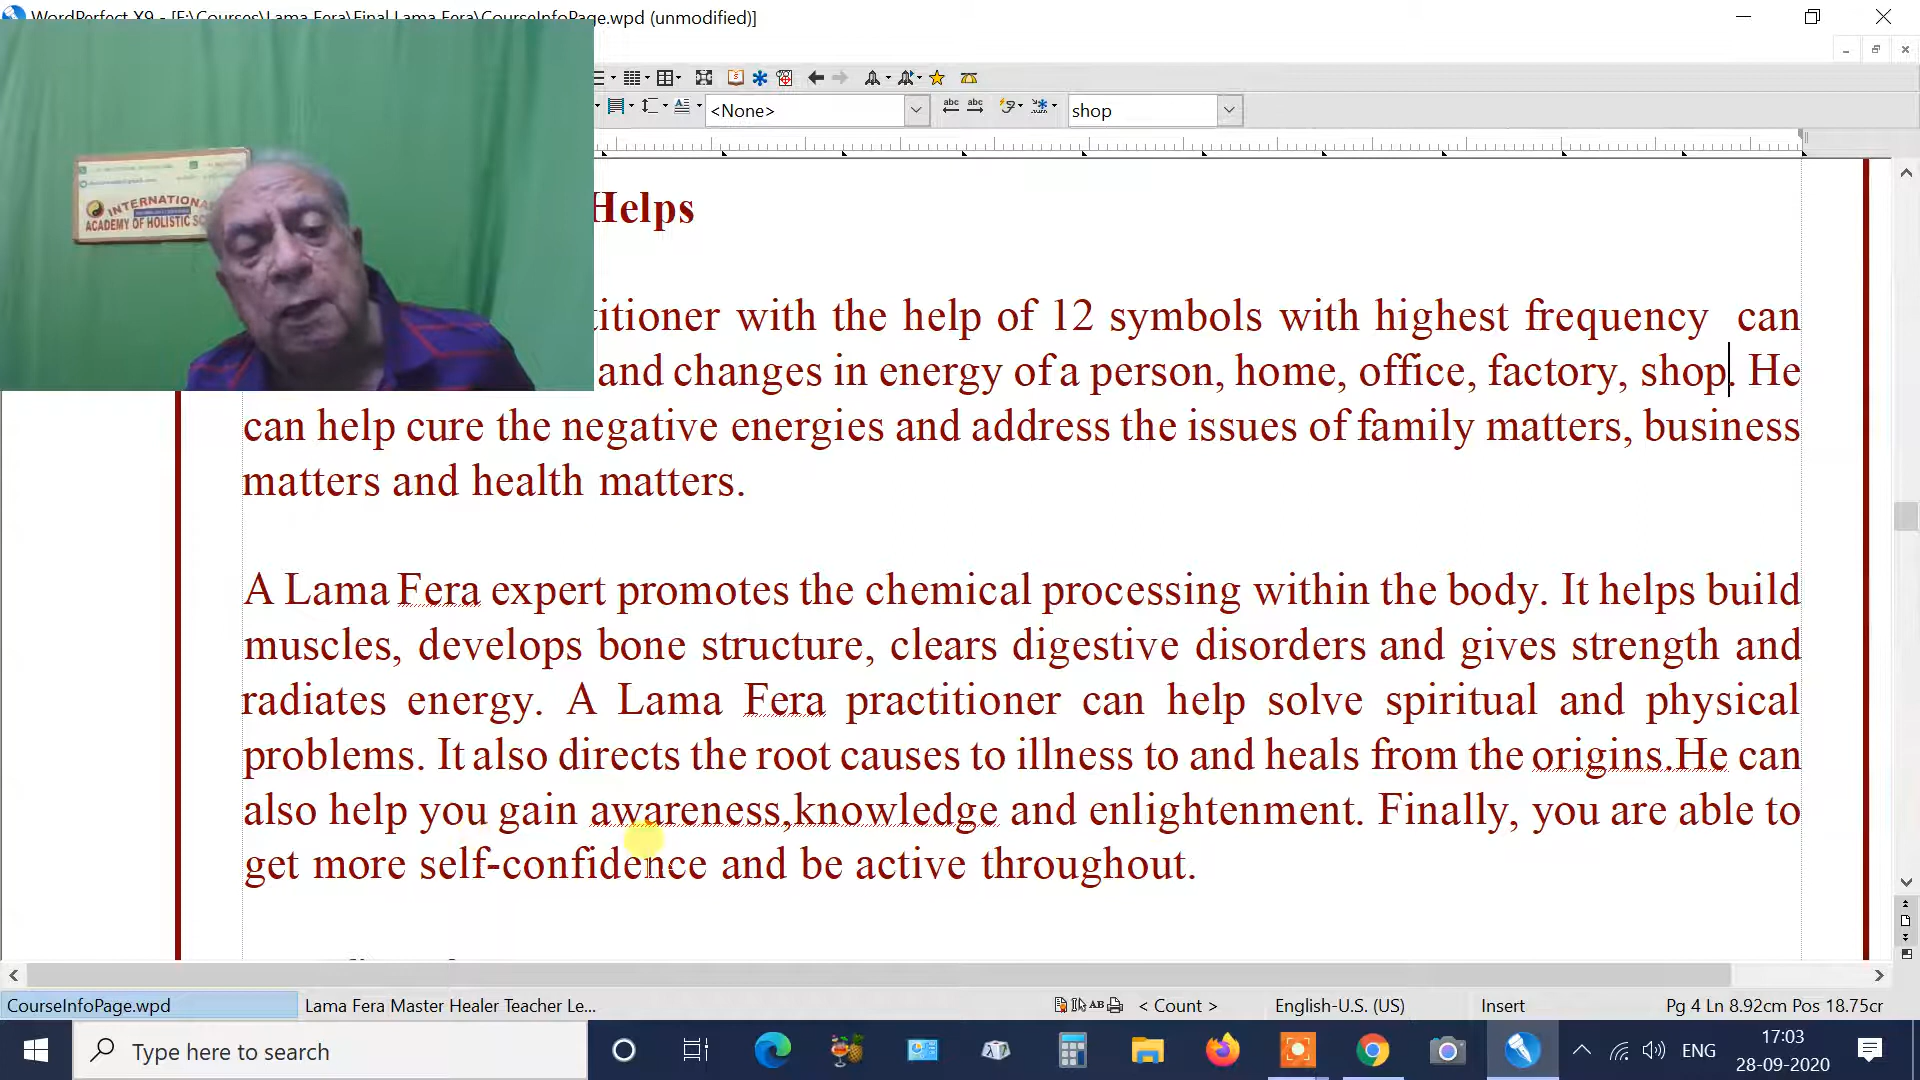 WordPerfect X9 - [F:\Courses\Lama Fera\Final Lama Fera\CourseInfoPage.wpd (unmodified)]
<None>
shop
INTERNATIONA
ACADEMY OF HOLISTIC SC
Helps
titioner with the help of 12 symbols with highest frequency can
and changes in energy of a person, home, office, factory, shop. He
can help cure the negative energies and address the issues of family matters, business
matters and health matters.
A Lama Fera expert promotes the chemical processing within the body. It helps build
muscles, develops bone structure, clears digestive disorders and gives strength and
radiates energy. A Lama Fera practitioner can help solve spiritual and physical
problems. It also directs the root causes to illness to and heals from the origins.He can
also help you gain awareness,knowledge and enlightenment. Finally, you are able to
get more self-confidence and be active throughout.
CourseInfoPage.wpd
Lama Fera Master Healer Teacher Le...
AB
< Count >
English-U.S. (US)
Insert
Pg 4 Ln 8.92cm Pos 18.75cr
Type here to search
ENG
17:03
28-09-2020